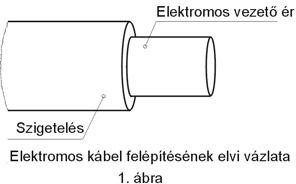 Elektromos vezető ér
Szigetelés
Elektromos kábel felépítésének elvi vázlata
1. ábra